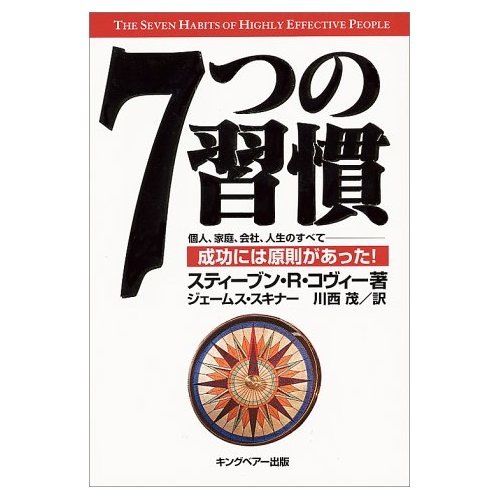 THE SEVEN HABITS OF HIGHLY EFFECTIVE PEOPLE
7つの
習慣
個人、家庭、会社、人生のすべて
成功には原則があった!
スティーブン・R・コヴィー著
ジェームス・スキナー 川西 茂/訳
キングベアー出版